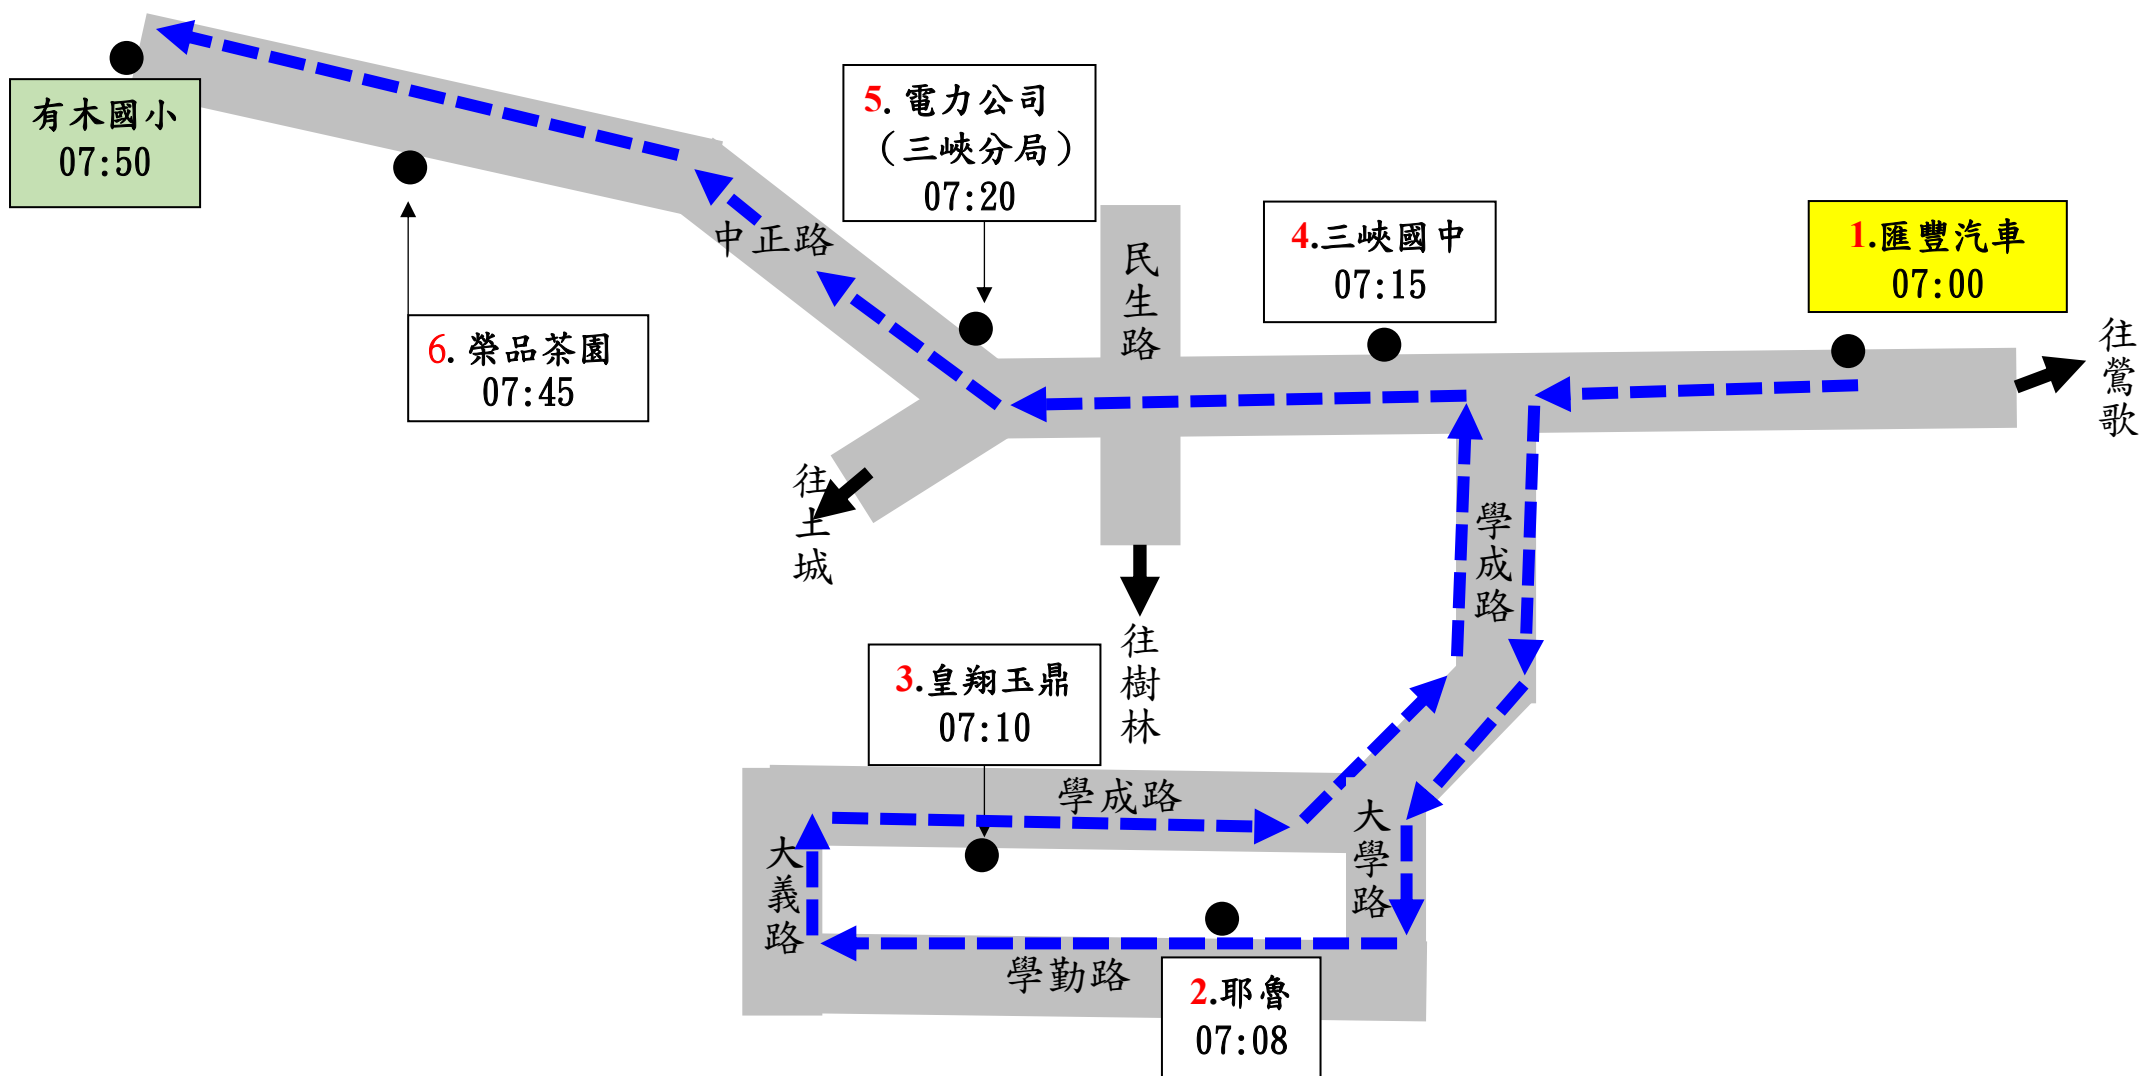 有木國小
07:50
5. 電力公司
（三峽分局）
07:20
4.三峽國中
07:15
1.匯豐汽車
07:00
6. 榮品茶園
07:45
中正路
民生路
往鶯歌
往土城
往樹林
學成路
3.皇翔玉鼎
07:10
學成路
大學路
大義路
學勤路
2.耶魯
07:08